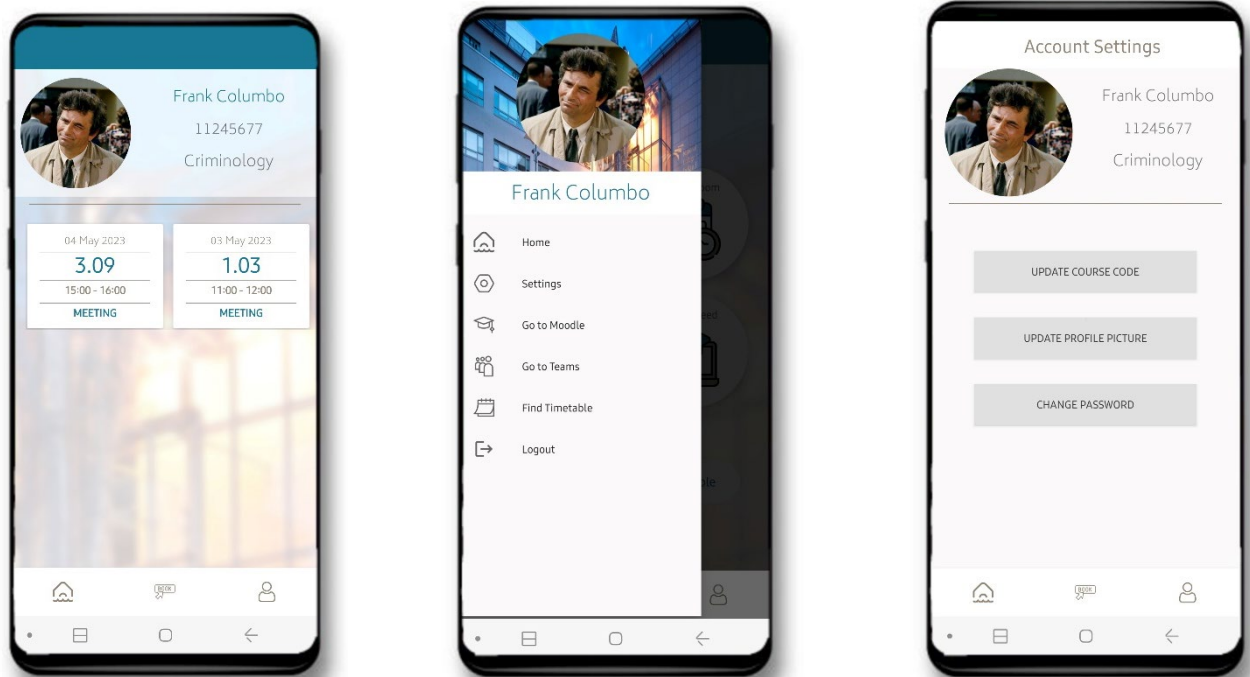 Frank Columbo
11245677
Criminology
04 May 2023
3.09
15:00 - 16:00
MEETING
03 May 2023
1.03
11:00 - 12:00
MEETING
BOOK
Frank Columbo
Home
Settings
Go to Moodle
Go to Teams
Find Timetable
Logout
Account Settings
Frank Columbo
11245677
Criminology
UPDATE COURSE CODE
UPDATE PROFILE PICTURE
CHANGE PASSWORD
BOOK